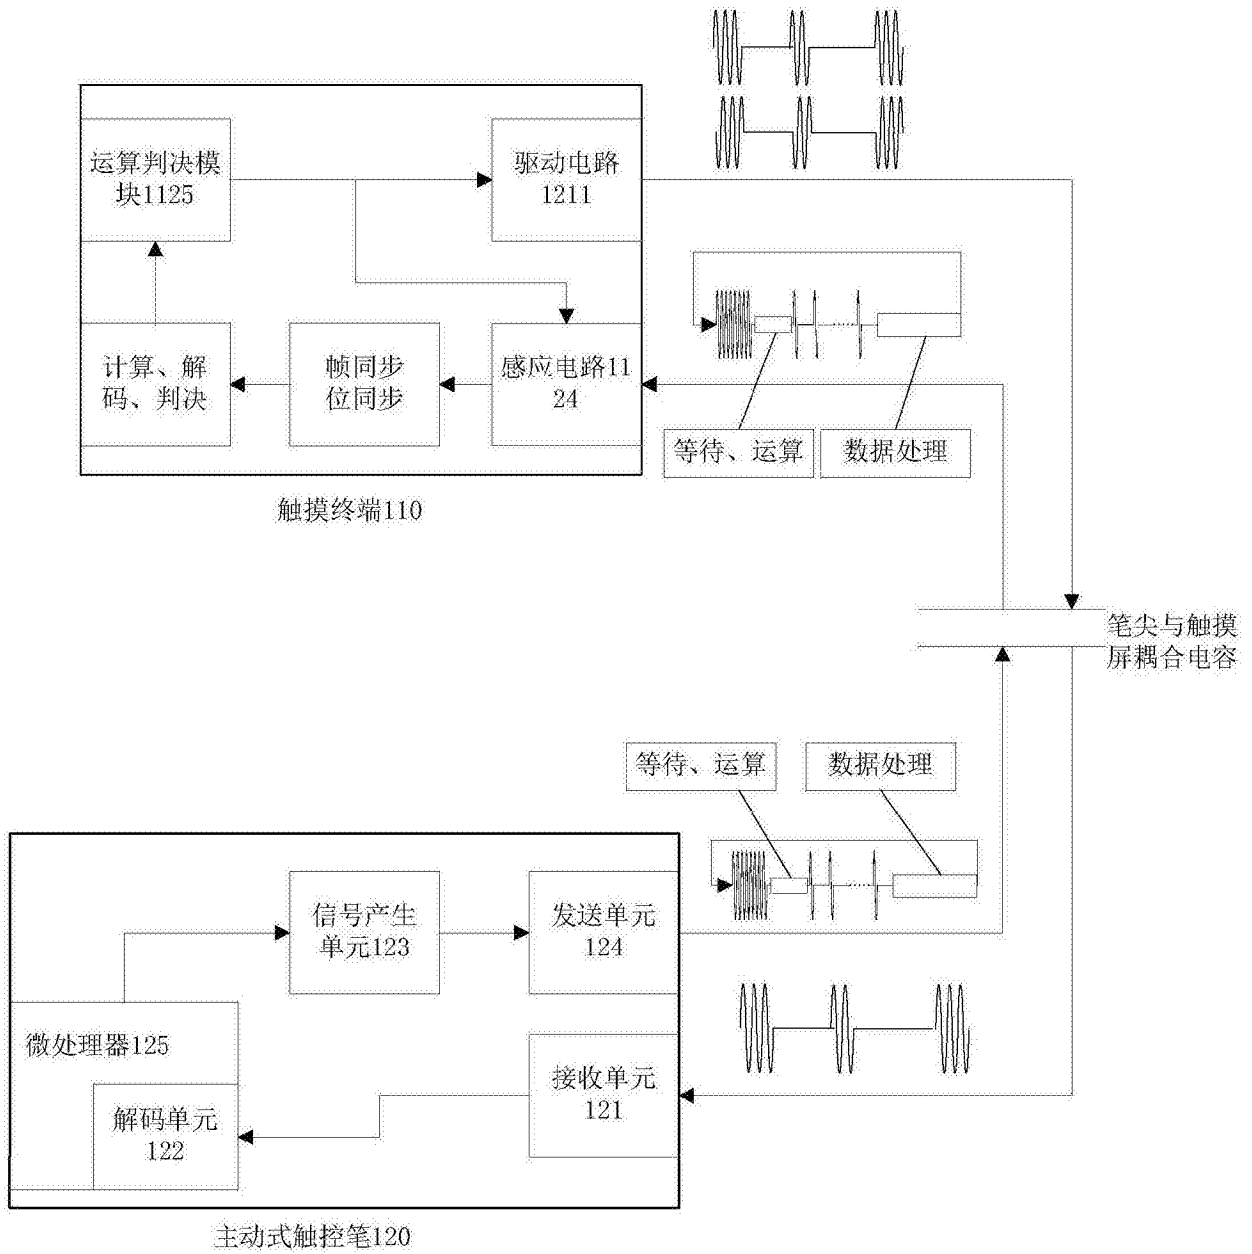 运算判决模
块1125
驱动电路
1211
计算、解
码、判决
帧同步
位同步
感应电路11
24
等待、运算
数据处理
触摸终端110
笔尖与触摸
屏耦合电容
等待、运算
数据处理
信号产生
单元123
发送单元
124
微处理器125
解码单元
122
接收单元
121
主动式触控笔120